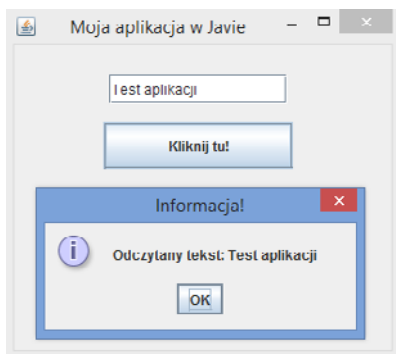 Moja aplikacja w Javie
Test aplikacji
Kliknij tu!
Informacja!
Odczytany tekst: Test aplikacji
OK